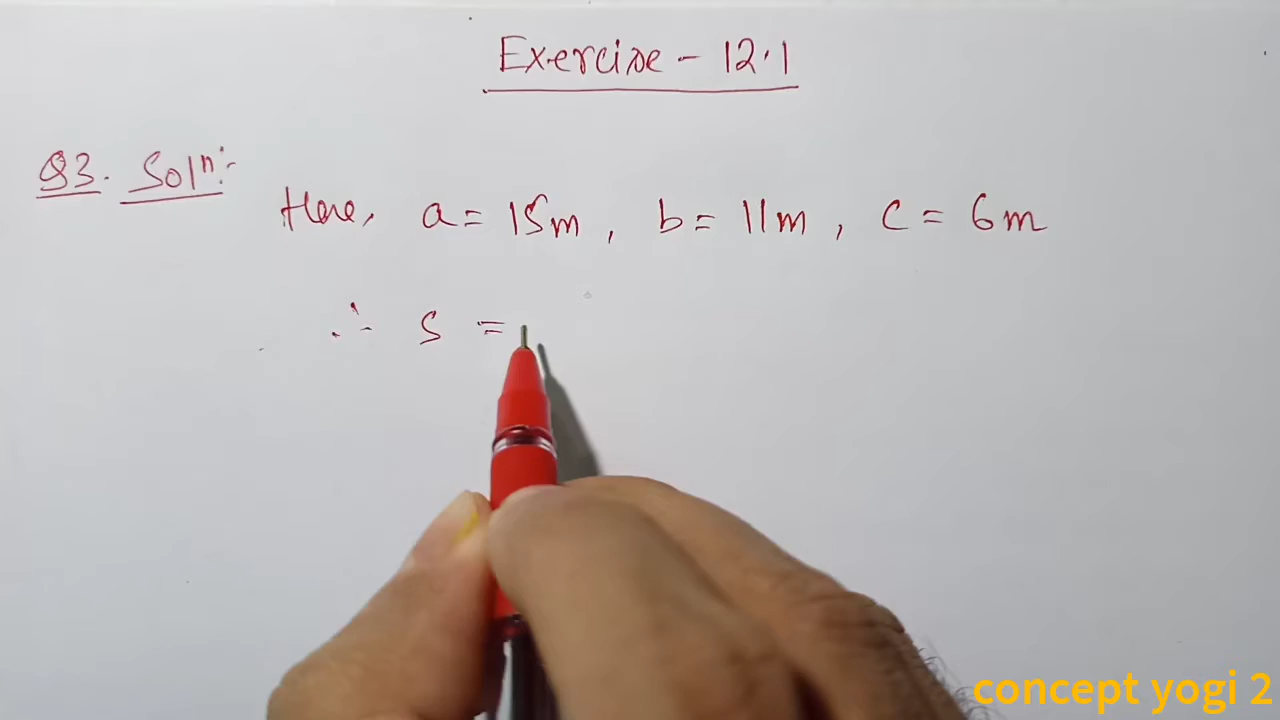 Exercise - 12.1
Q3. Solⁿ:-
Here, a = 15m, b = 11m, c = 6m
∴ s =
concept yogi 2